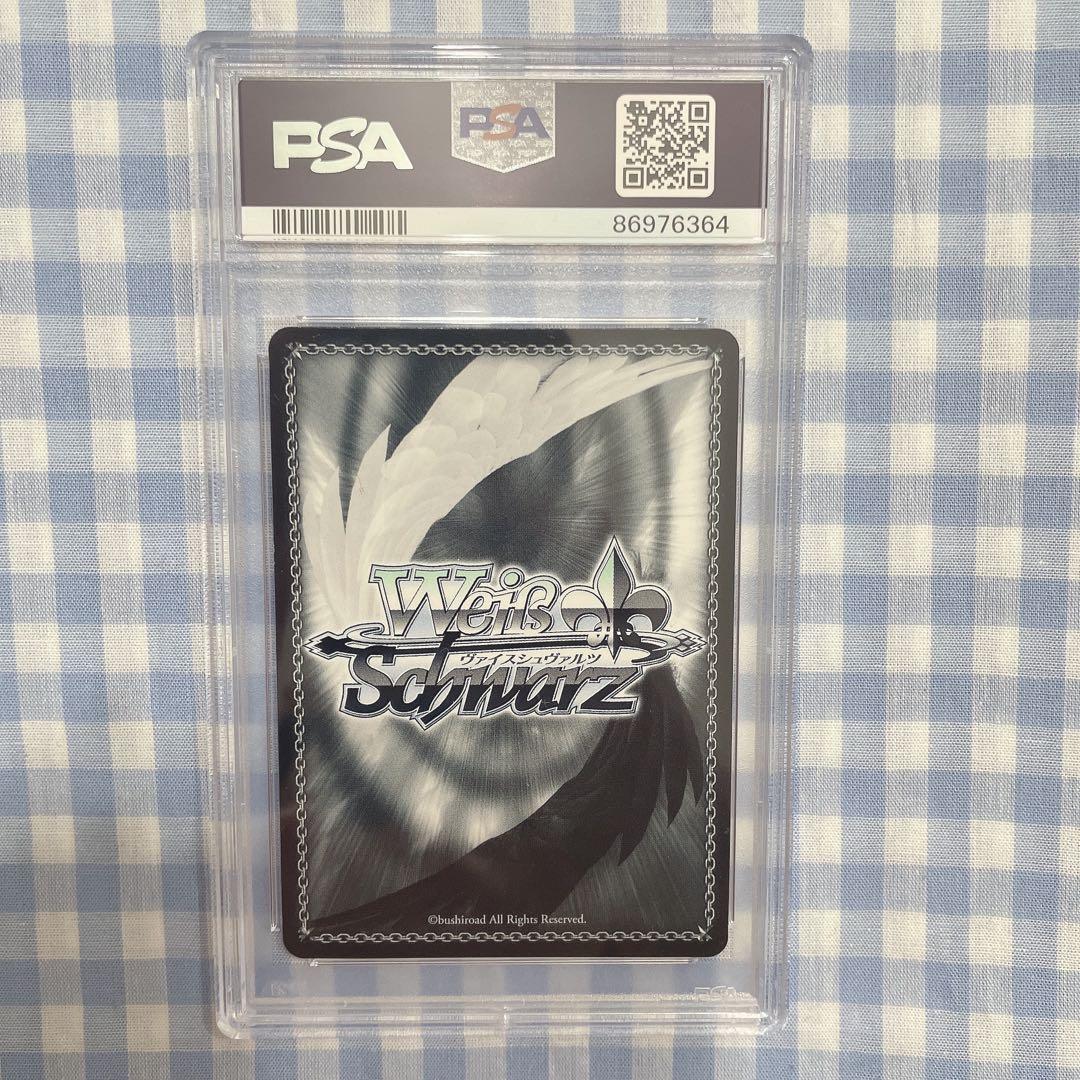 PSA
PSA
86976364
Weiß
ヴァイスシュヴァルツ
Schwarz
©bushiroad All Rights Reserved.
PSA